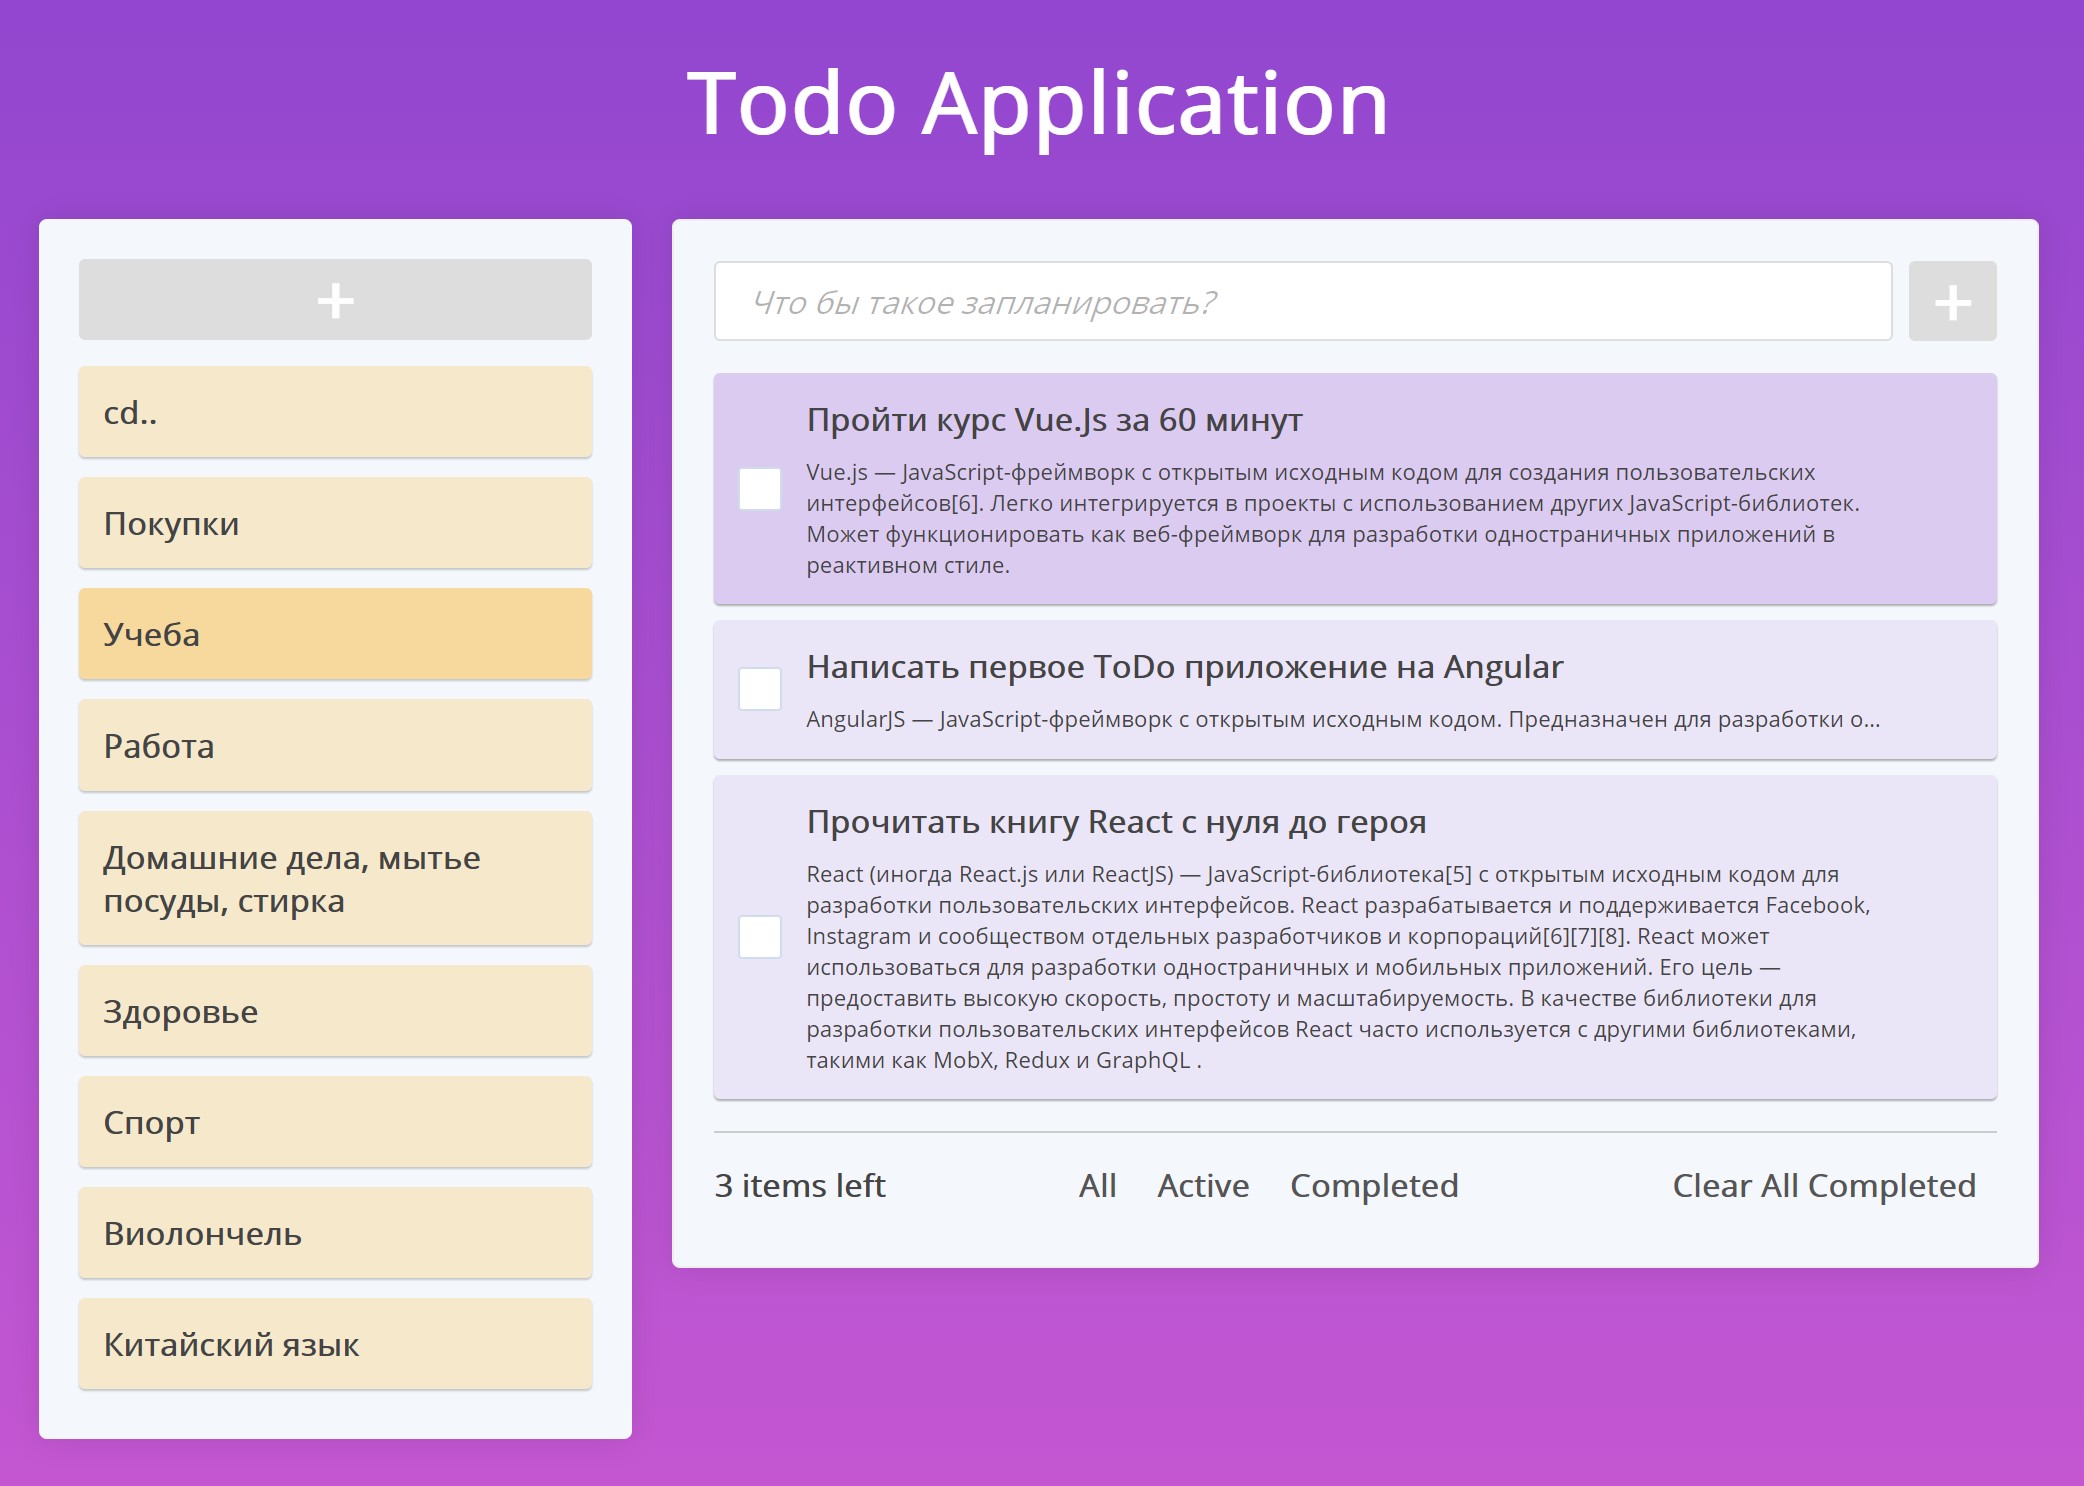 Todo Application
+
cd..
Покупки
Учеба
Работа
Домашние дела, мытье
посуды, стирка
Здоровье
Спорт
Виолончель
Китайский язык
Что бы такое запланировать?
+
Пройти курс Vue.Js за 60 минут
Vue.js — JavaScript-фреймворк с открытым исходным кодом для создания пользовательских
интерфейсов[6]. Легко интегрируется в проекты с использованием других JavaScript-библиотек.
Может функционировать как веб-фреймворк для разработки одностраничных приложений в
реактивном стиле.
Написать первое ToDo приложение на Angular
AngularJS — JavaScript-фреймворк с открытым исходным кодом. Предназначен для разработки о...
Прочитать книгу React с нуля до героя
React (иногда React.js или ReactJS) — JavaScript-библиотека[5] с открытым исходным кодом для
разработки пользовательских интерфейсов. React разрабатывается и поддерживается Facebook,
Instagram и сообществом отдельных разработчиков и корпораций[6][7][8]. React может
использоваться для разработки одностраничных и мобильных приложений. Его цель —
предоставить высокую скорость, простоту и масштабируемость. В качестве библиотеки для
разработки пользовательских интерфейсов React часто используется с другими библиотеками,
такими как MobX, Redux и GraphQL .
3 items left All Active Completed Clear All Completed